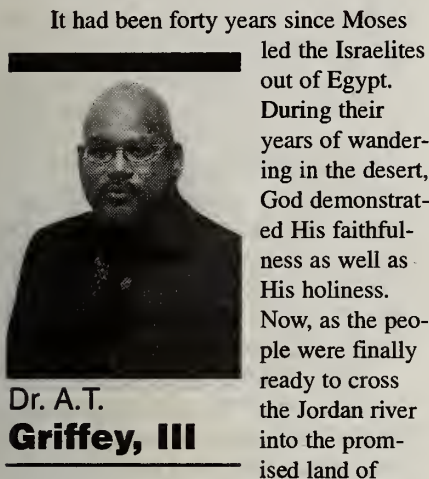 It had been forty years since Moses
led the Israelites
out of Egypt.
During their
years of wander-
ing in the desert,
God demonstrat-
ed His faithful-
ness as well as
His holiness.
Now, as the peo-
ple were finally
ready to cross
the Jordan river
into the prom-
ised land of
Dr. A.T.
Griffey, III